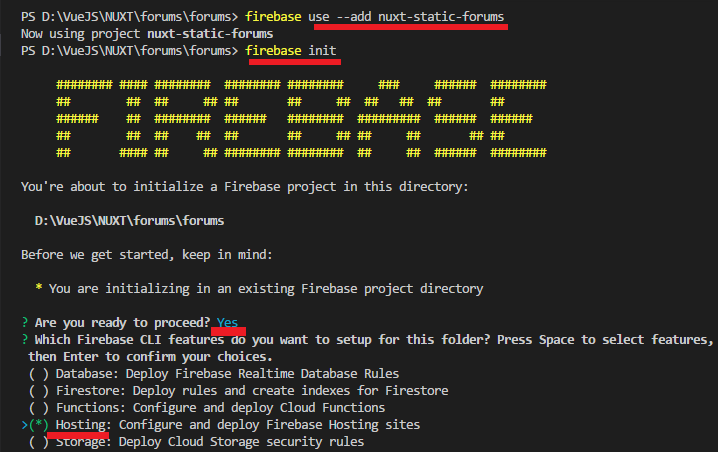 PS D:\VueJS\NUXT\forums\forums> firebase use --add nuxt-static-forums
Now using project nuxt-static-forums
PS D:\VueJS\NUXT\forums\forums> firebase init
FIREBASE
You're about to initialize a Firebase project in this directory:
D:\VueJS\NUXT\forums\forums
Before we get started, keep in mind:
* You are initializing in an existing Firebase project directory
? Are you ready to proceed? Yes
? Which Firebase CLI features do you want to setup for this folder? Press Space to select features,
then Enter to confirm your choices.
( ) Database: Deploy Firebase Realtime Database Rules
( ) Firestore: Deploy rules and create indexes for Firestore
( ) Functions: Configure and deploy Cloud Functions
>(*) Hosting: Configure and deploy Firebase Hosting sites
( ) Storage: Deploy Cloud Storage security rules